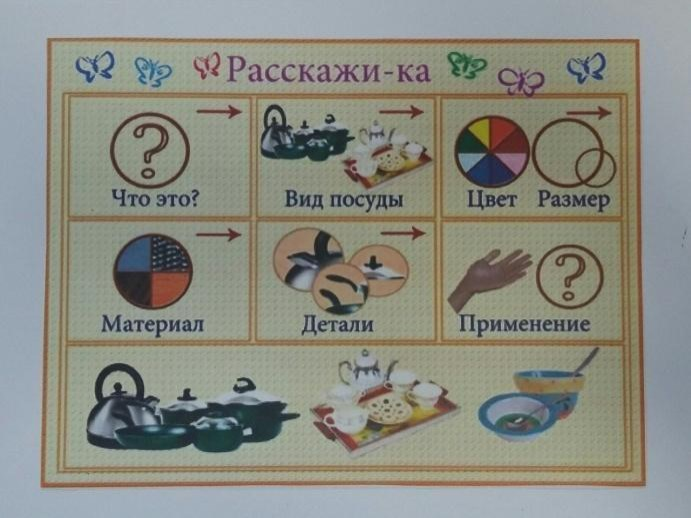 Расскажи-ка
Что это?
Вид посуды
Цвет Размер
Материал
Детали
Применение